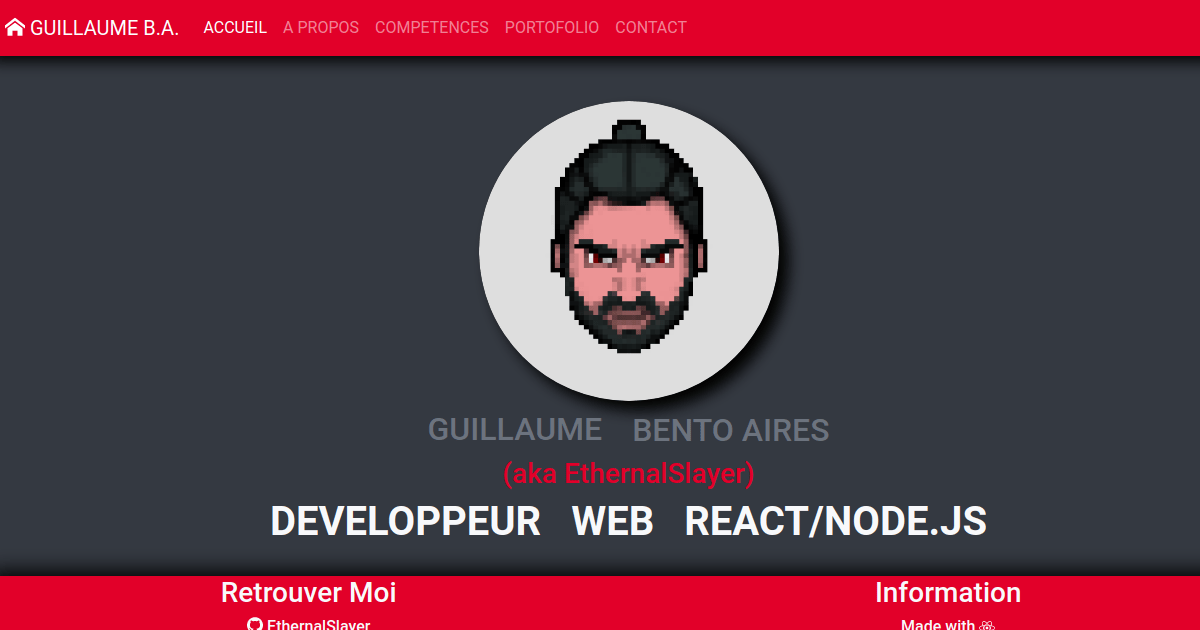 GUILLAUME B.A. ACCUEIL A PROPOS COMPETENCES PORTOFOLIO CONTACT
GUILLAUME BENTO AIRES
(aka EthernalSlayer)
DEVELOPPEUR WEB REACT/NODE.JS
Retrouver Moi Information
EthernalSlayer Made with